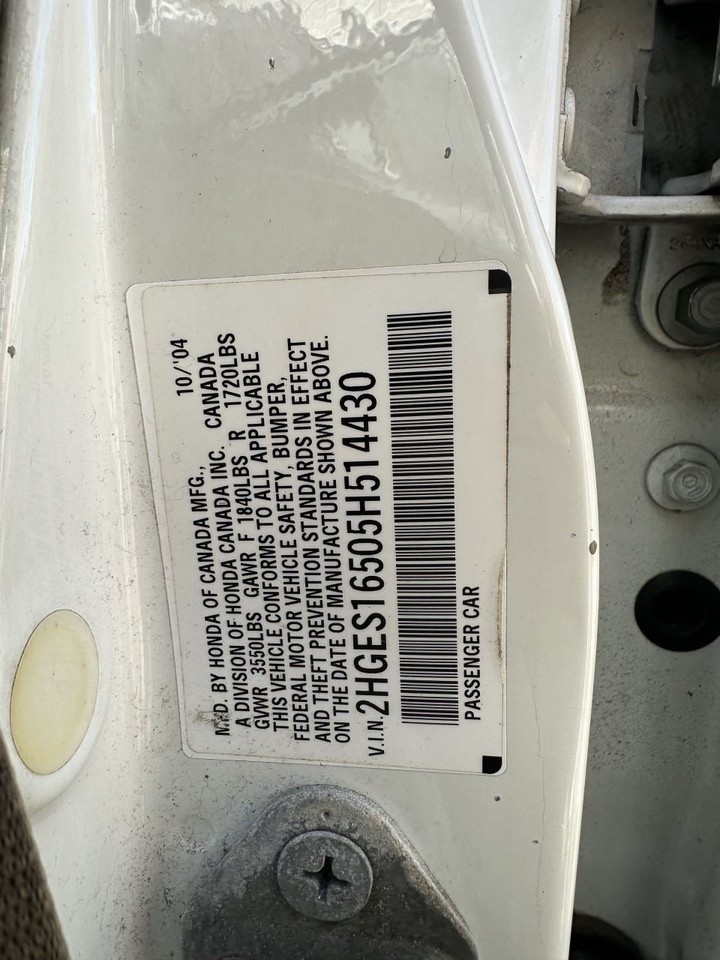 MFD. BY HONDA OF CANADA MFG., 10/'04
A DIVISION OF HONDA CANADA INC. CANADA
GVWR 3550LBS GAWR F 1840LBS R 1720LBS
THIS VEHICLE CONFORMS TO ALL APPLICABLE
FEDERAL MOTOR VEHICLE SAFETY, BUMPER,
AND THEFT PREVENTION STANDARDS IN EFFECT
ON THE DATE OF MANUFACTURE SHOWN ABOVE.
V.I.N. 2HGES16505H514430
PASSENGER CAR